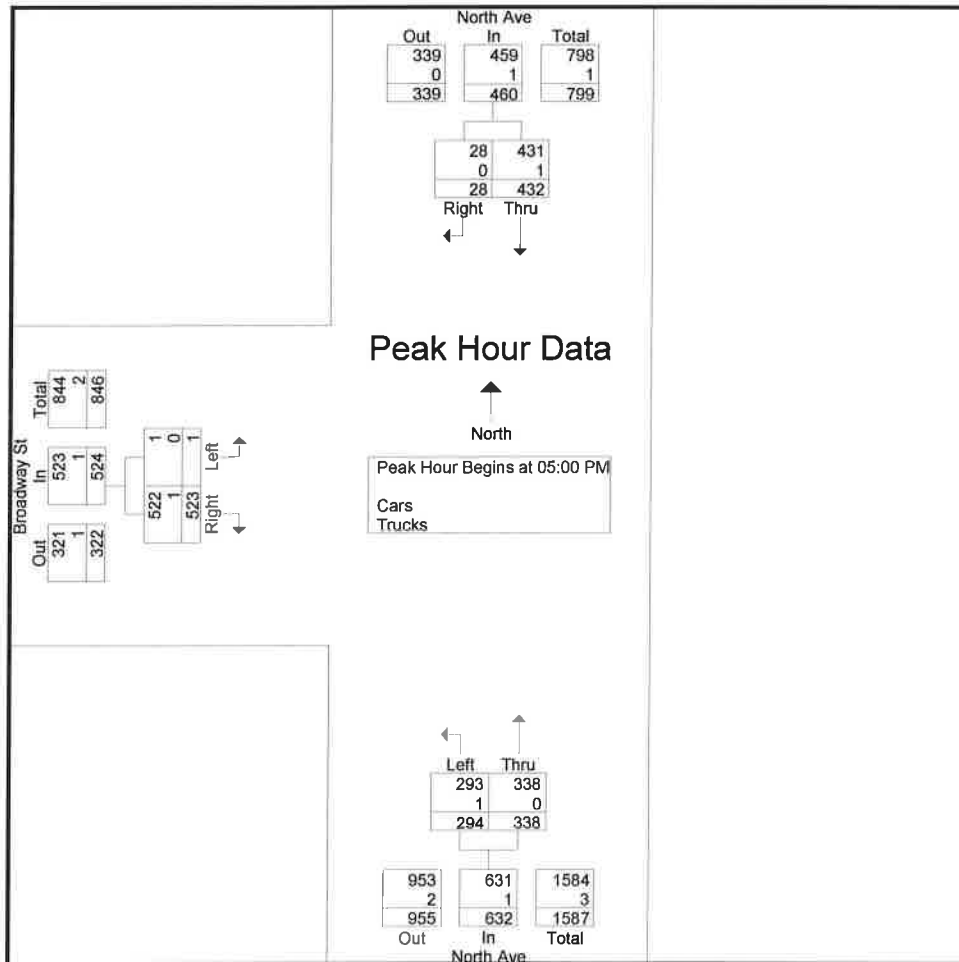 North Ave
Out In Total
339 459 798
0 1 1
339 460 799
28 431
0 1
28 432
Right Thru
Peak Hour Data
North
Peak Hour Begins at 05:00 PM
Cars
Trucks
Broadway St
Out In Total
321 523 844
1 1 2
322 524 846
522 1
1 0
523 1
Right Left
Left Thru
293 338
1 0
294 338
953 631 1584
2 1 3
955 632 1587
Out In Total
North Ave